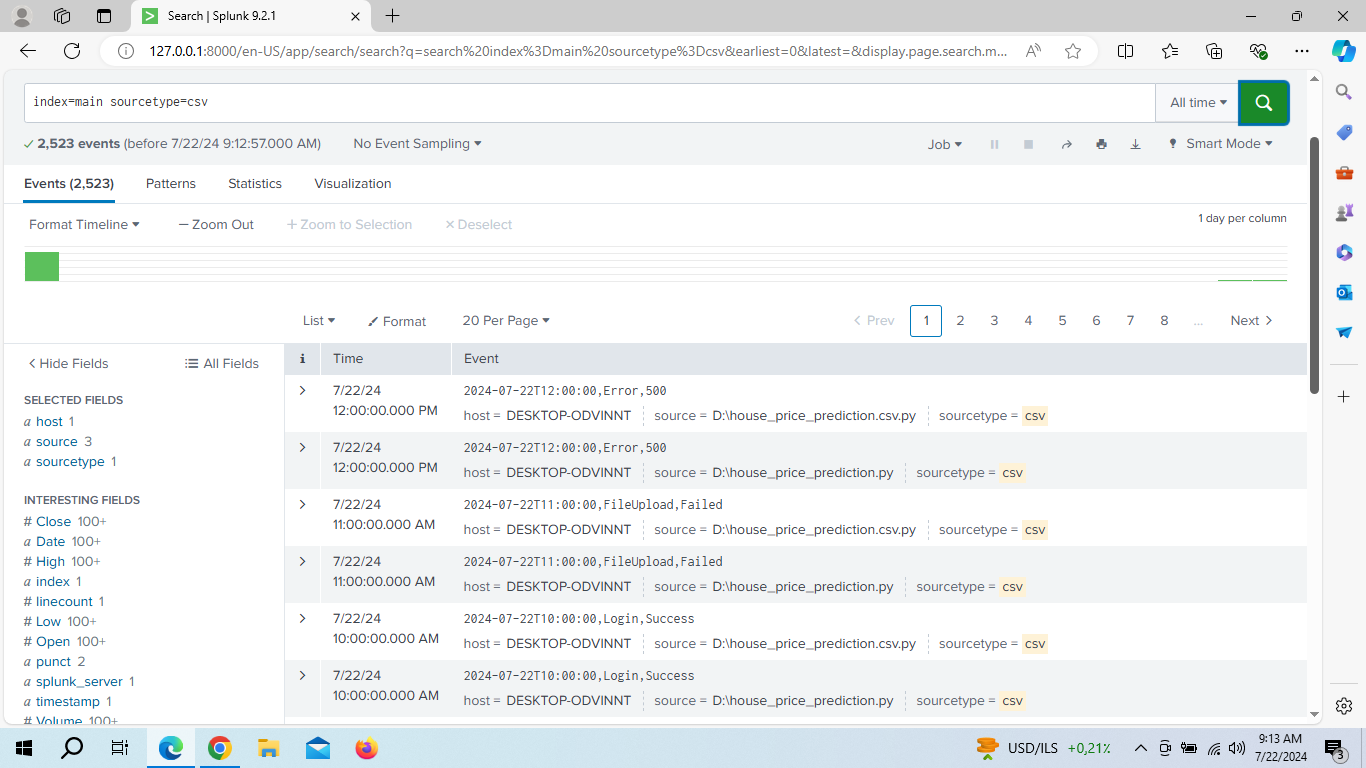 Search | Splunk 9.2.1
127.0.0.1:8000/en-US/app/search/search?q=search%20index%3Dmain%20sourcetype%3Dcsv&earliest=0&latest=&display.page.search.m...
index=main sourcetype=csv
All time
2,523 events (before 7/22/24 9:12:57.000 AM)
No Event Sampling
Job
Smart Mode
Events (2,523)
Patterns
Statistics
Visualization
Format Timeline
– Zoom Out
+ Zoom to Selection
× Deselect
1 day per column
List
Format
20 Per Page
< Prev 1 2 3 4 5 6 7 8 ... Next >
< Hide Fields
All Fields
SELECTED FIELDS
a host 1
a source 3
a sourcetype 1
INTERESTING FIELDS
# Close 100+
a Date 100+
# High 100+
a index 1
# linecount 1
# Low 100+
# Open 100+
a punct 2
a splunk_server 1
a timestamp 1
# Volume 100+
i Time Event
7/22/24
12:00:00.000 PM
2024-07-22T12:00:00,Error,500
host = DESKTOP-ODVINNT source = D:\house_price_prediction.csv.py sourcetype = csv
7/22/24
12:00:00.000 PM
2024-07-22T12:00:00,Error,500
host = DESKTOP-ODVINNT source = D:\house_price_prediction.py sourcetype = csv
7/22/24
11:00:00.000 AM
2024-07-22T11:00:00,FileUpload,Failed
host = DESKTOP-ODVINNT source = D:\house_price_prediction.csv.py sourcetype = csv
7/22/24
11:00:00.000 AM
2024-07-22T11:00:00,FileUpload,Failed
host = DESKTOP-ODVINNT source = D:\house_price_prediction.py sourcetype = csv
7/22/24
10:00:00.000 AM
2024-07-22T10:00:00,Login,Success
host = DESKTOP-ODVINNT source = D:\house_price_prediction.csv.py sourcetype = csv
7/22/24
10:00:00.000 AM
2024-07-22T10:00:00,Login,Success
host = DESKTOP-ODVINNT source = D:\house_price_prediction.py sourcetype = csv
USD/ILS +0,21%
9:13 AM
7/22/2024
3